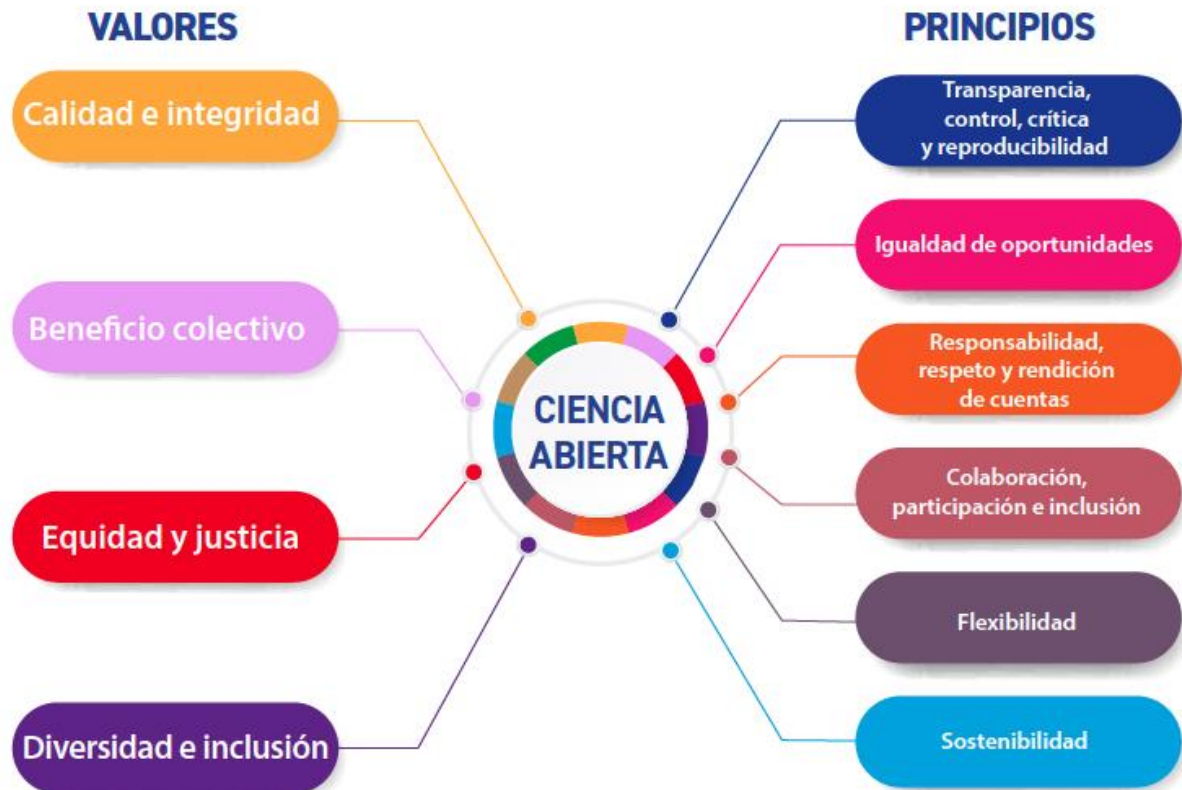 VALORES
Calidad e integridad
Beneficio colectivo
Equidad y justicia
Diversidad e inclusión
CIENCIA
ABIERTA
PRINCIPIOS
Transparencia,
control, crítica
y reproducibilidad
Igualdad de oportunidades
Responsabilidad,
respeto y rendición
de cuentas
Colaboración,
participación e inclusión
Flexibilidad
Sostenibilidad